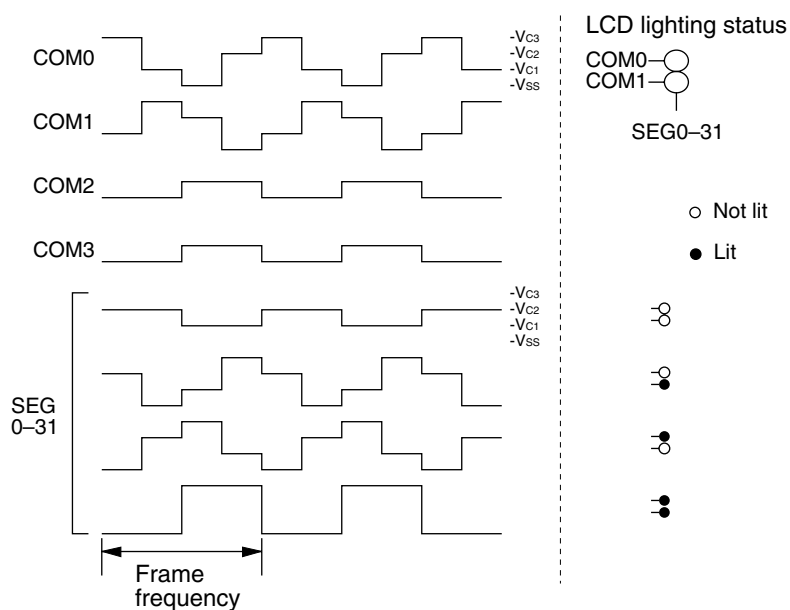 COM0
-VC3
-VC2
-VC1
-VSS
COM1
COM2
COM3
SEG
0–31
-VC3
-VC2
-VC1
-VSS
Frame
frequency
LCD lighting status
COM0
COM1
SEG0–31
Not lit
Lit